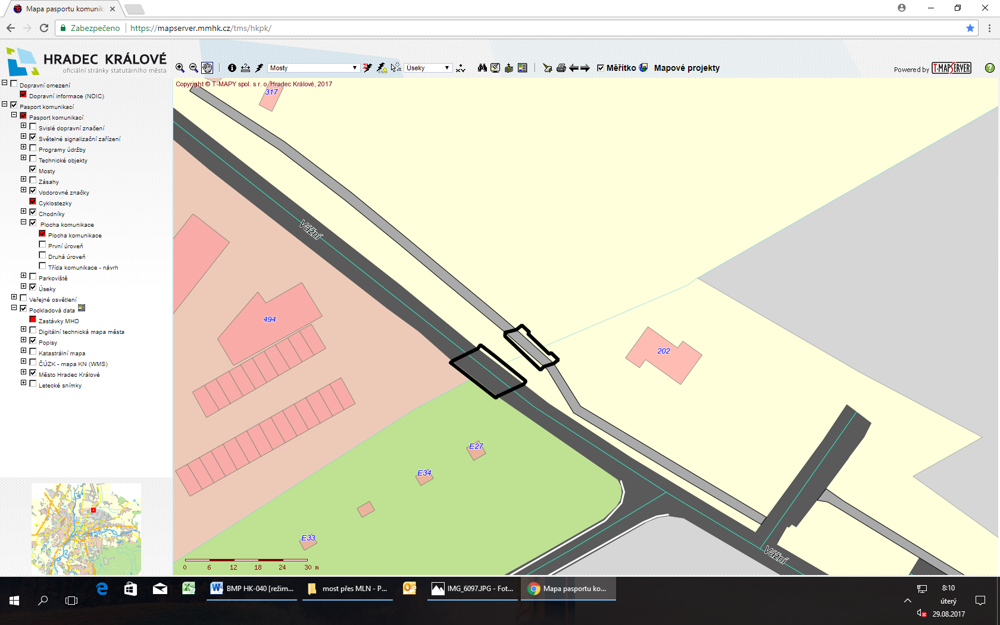 Mapa pasportu komunik
Zabezpečeno
https://mapserver.mmhk.cz/tms/hkpk/
HRADEC KRÁLOVÉ
oficiální stránky statutárního města
Mosty
Úseky
Měřítko
Mapové projekty
Powered by T-MAPSERVER
Dopravní omezení
Dopravní informace (NDIC)
Pasport komunikací
Pasport komunikací
Svislé dopravní značení
Světelné signalizační zařízení
Programy údržby
Technické objekty
Mosty
Zásahy
Vodorovné značky
Cyklostezky
Chodníky
Plocha komunikace
Plocha komunikace
První úroveň
Druhá úroveň
Třída komunikace - návrh
Parkoviště
Úseky
Veřejné osvětlení
Podkladová data
Zastávky MHD
Digitální technická mapa města
Popisy
Katastrální mapa
ČÚZK - mapa KN (WMS)
Město Hradec Králové
Letecké snímky
Copyright © T-MAPY spol. s r. o. Hradec Králové, 2017
317
Vážní
494
202
E27
E34
E33
Vážní
0 6 12 18 24 30 m
BMP HK-040 [režim...
most přes MLN - P...
IMG_6097.JPG - Fot...
Mapa pasportu ko...
8:10
úterý
29.08.2017